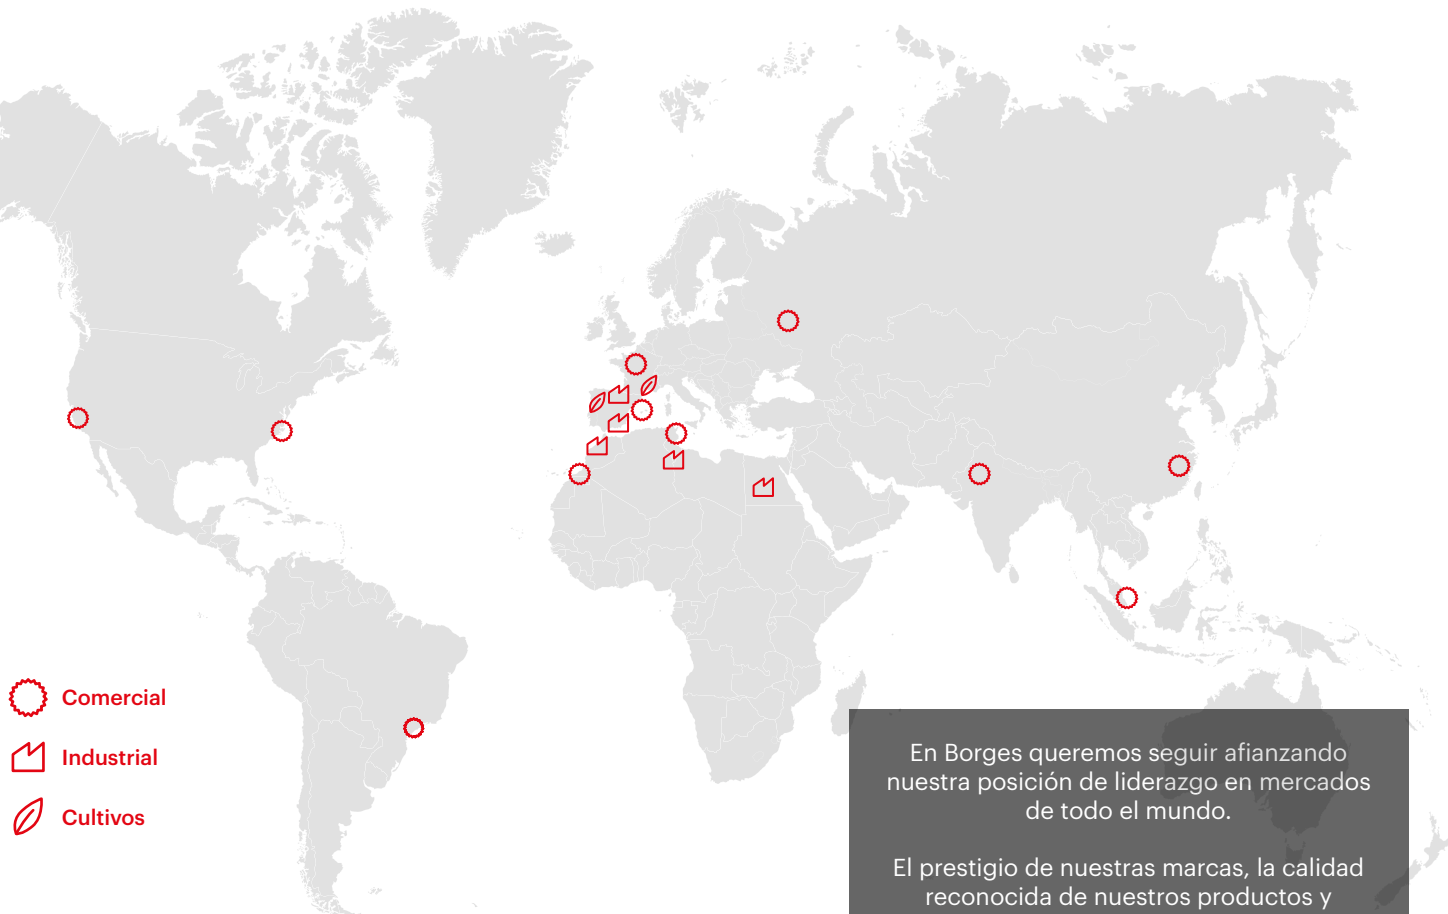 Comercial
Industrial
Cultivos
En Borges queremos seguir afianzando
nuestra posición de liderazgo en mercados
de todo el mundo.
El prestigio de nuestras marcas, la calidad
reconocida de nuestros productos y